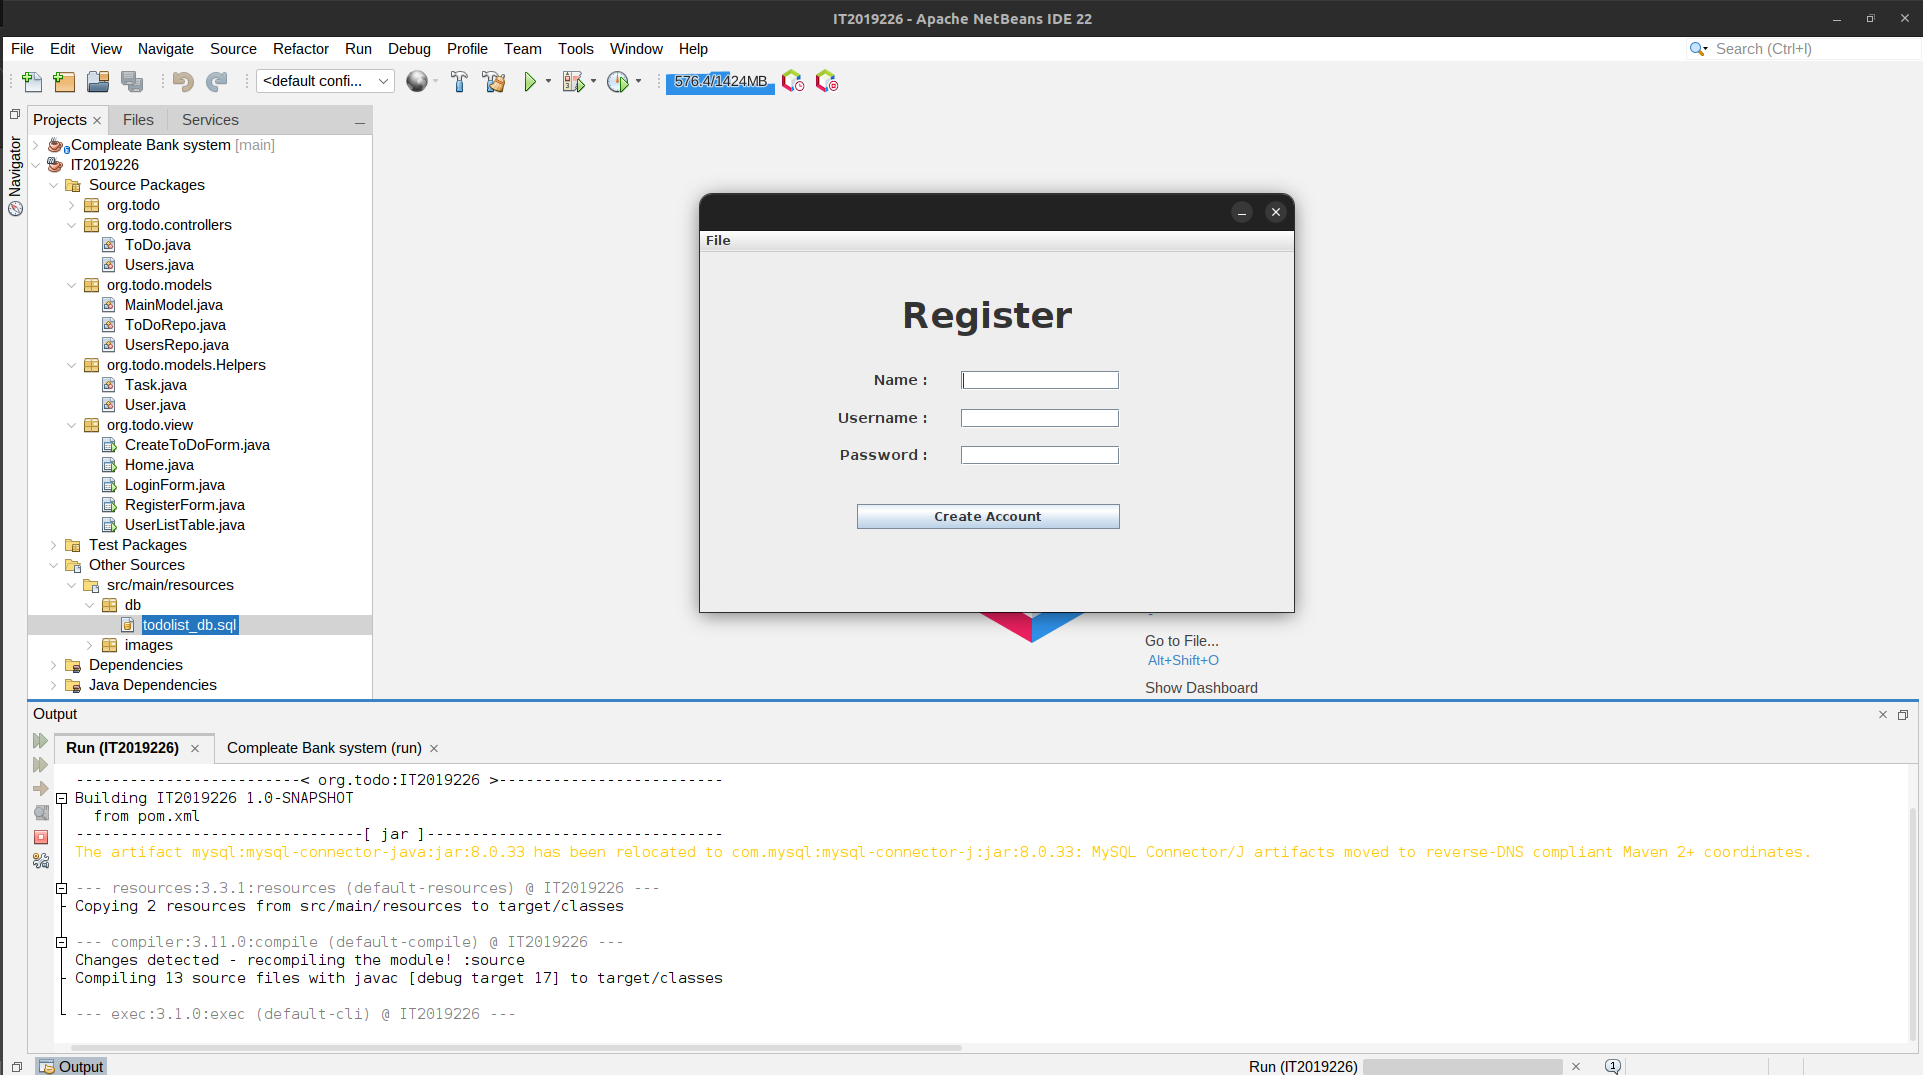 IT2019226 - Apache NetBeans IDE 22
File Edit View Navigate Source Refactor Run Debug Profile Team Tools Window Help
Search (Ctrl+I)
<default confi...
576.4/1424MB
Projects Files Services
Navigator
Compleate Bank system [main]
IT2019226
Source Packages
org.todo
org.todo.controllers
ToDo.java
Users.java
org.todo.models
MainModel.java
ToDoRepo.java
UsersRepo.java
org.todo.models.Helpers
Task.java
User.java
org.todo.view
CreateToDoForm.java
Home.java
LoginForm.java
RegisterForm.java
UserListTable.java
Test Packages
Other Sources
src/main/resources
db
todolist_db.sql
images
Dependencies
Java Dependencies
File
Register
Name :
Username :
Password :
Create Account
Go to File...
Alt+Shift+O
Show Dashboard
Output
Run (IT2019226) Compleate Bank system (run)
-------------------------< org.todo:IT2019226 >-------------------------
Building IT2019226 1.0-SNAPSHOT
from pom.xml
--------------------------------[ jar ]---------------------------------
The artifact mysql:mysql-connector-java:jar:8.0.33 has been relocated to com.mysql:mysql-connector-j:jar:8.0.33: MySQL Connector/J artifacts moved to reverse-DNS compliant Maven 2+ coordinates.
--- resources:3.3.1:resources (default-resources) @ IT2019226 ---
Copying 2 resources from src/main/resources to target/classes
--- compiler:3.11.0:compile (default-compile) @ IT2019226 ---
Changes detected - recompiling the module! :source
Compiling 13 source files with javac [debug target 17] to target/classes
--- exec:3.1.0:exec (default-cli) @ IT2019226 ---
Output
Run (IT2019226)
1